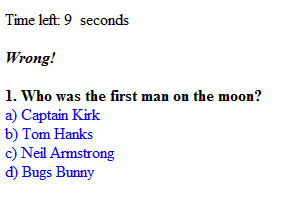 Time left: 9 seconds
Wrong!
1. Who was the first man on the moon?
a) Captain Kirk
b) Tom Hanks
c) Neil Armstrong
d) Bugs Bunny